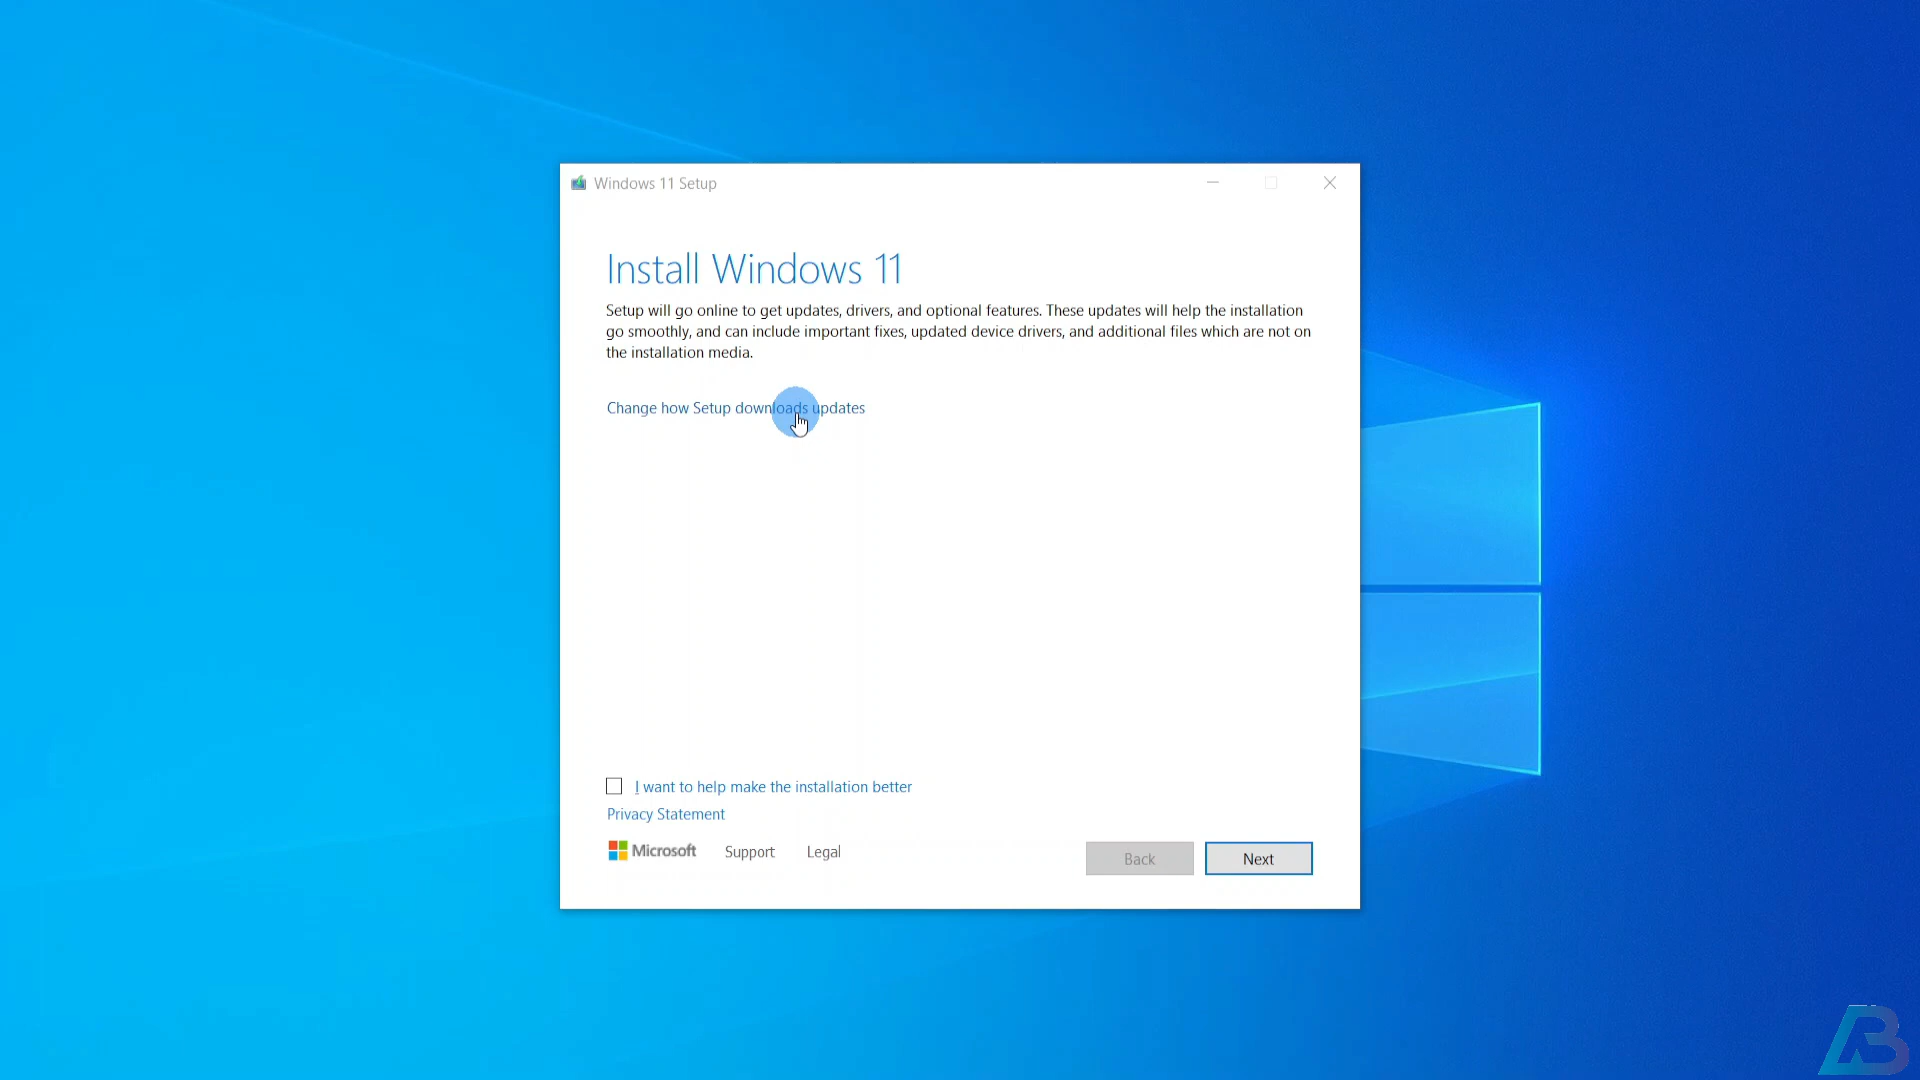 Windows 11 Setup
Install Windows 11
Setup will go online to get updates, drivers, and optional features. These updates will help the installation
go smoothly, and can include important fixes, updated device drivers, and additional files which are not on
the installation media.
Change how Setup downloads updates
I want to help make the installation better
Privacy Statement
Microsoft
Support
Legal
Back
Next
AB